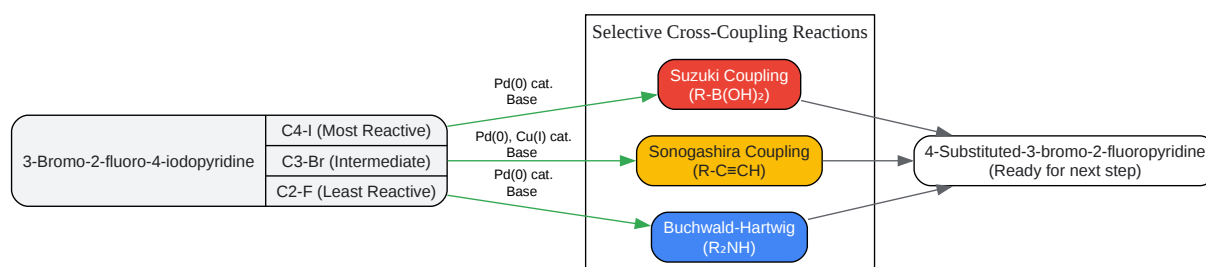 Selective Cross-Coupling Reactions
3-Bromo-2-fluoro-4-iodopyridine
C4-I (Most Reactive)
C3-Br (Intermediate)
C2-F (Least Reactive)
Pd(0) cat.
Base
Pd(0), Cu(I) cat.
Base
Pd(0) cat.
Base
Suzuki Coupling
(R-B(OH)₂)
Sonogashira Coupling
(R-C≡CH)
Buchwald-Hartwig
(R₂NH)
4-Substituted-3-bromo-2-fluoropyridine
(Ready for next step)